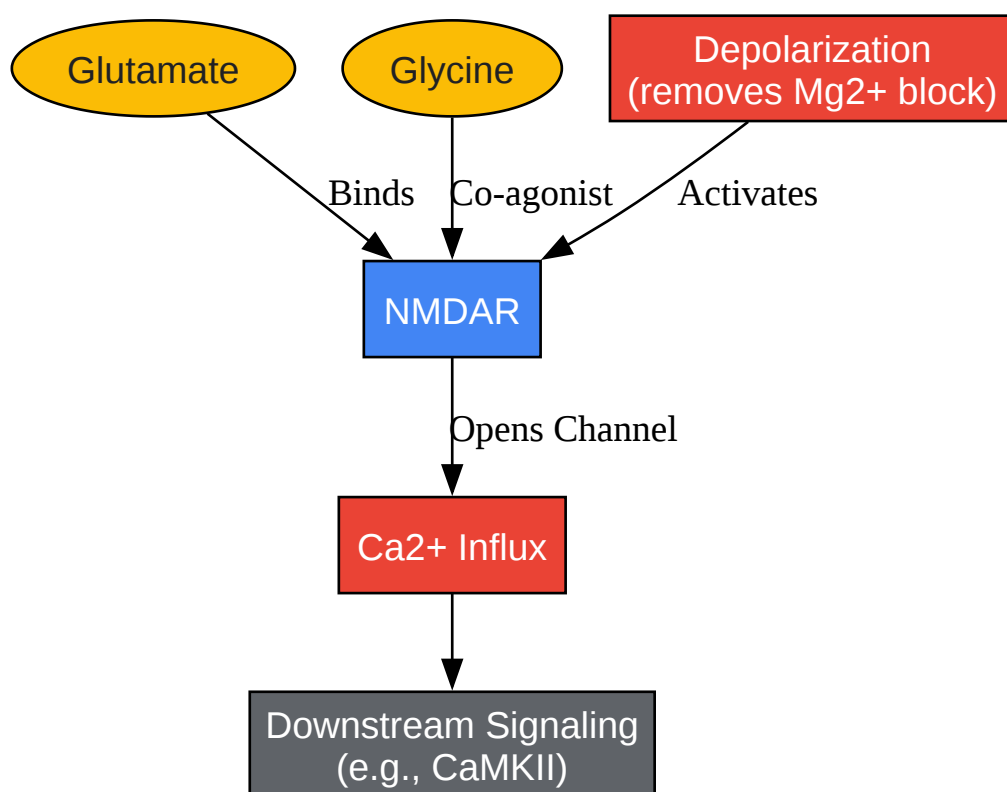 Glutamate
Glycine
Depolarization
(removes Mg2+ block)
Binds
Co-agonist
Activates
NMDAR
Opens Channel
Ca2+ Influx
Downstream Signaling
(e.g., CaMKII)